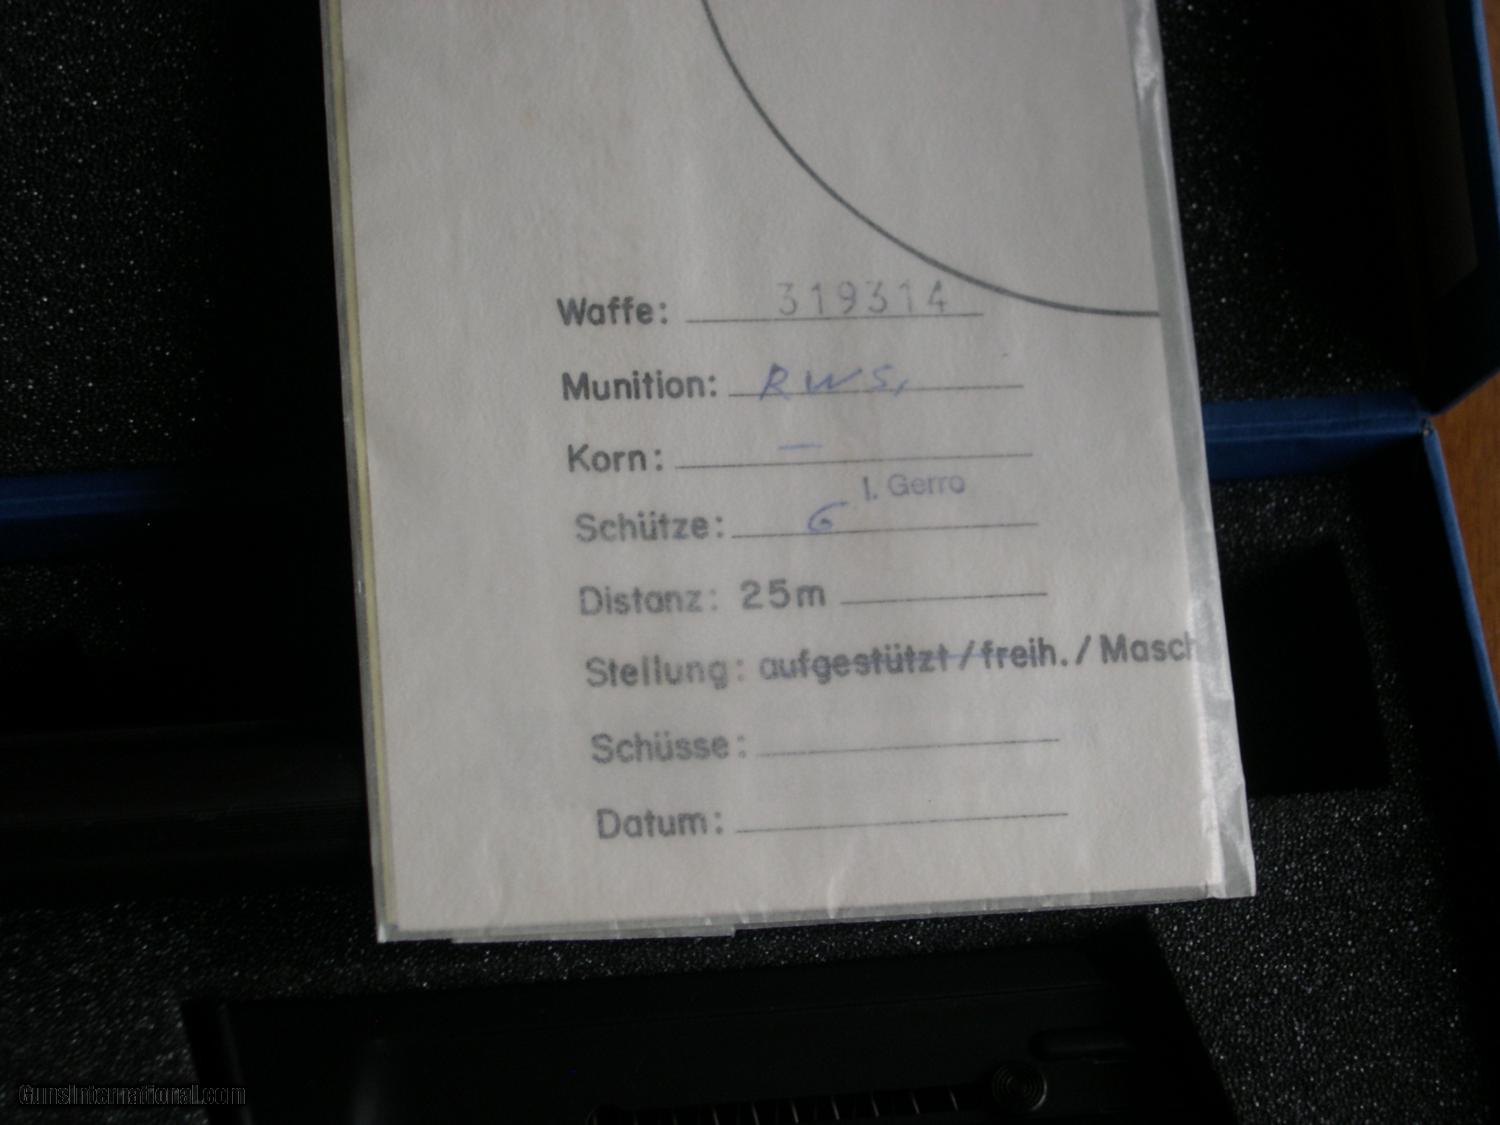 Waffe: 319314
Munition: RWS,
Korn: —
I. Gerro
Schütze: G
Distanz: 25m
Stellung: aufgestützt / freih. / Masch
Schüsse:
Datum:
GunsInternational.com